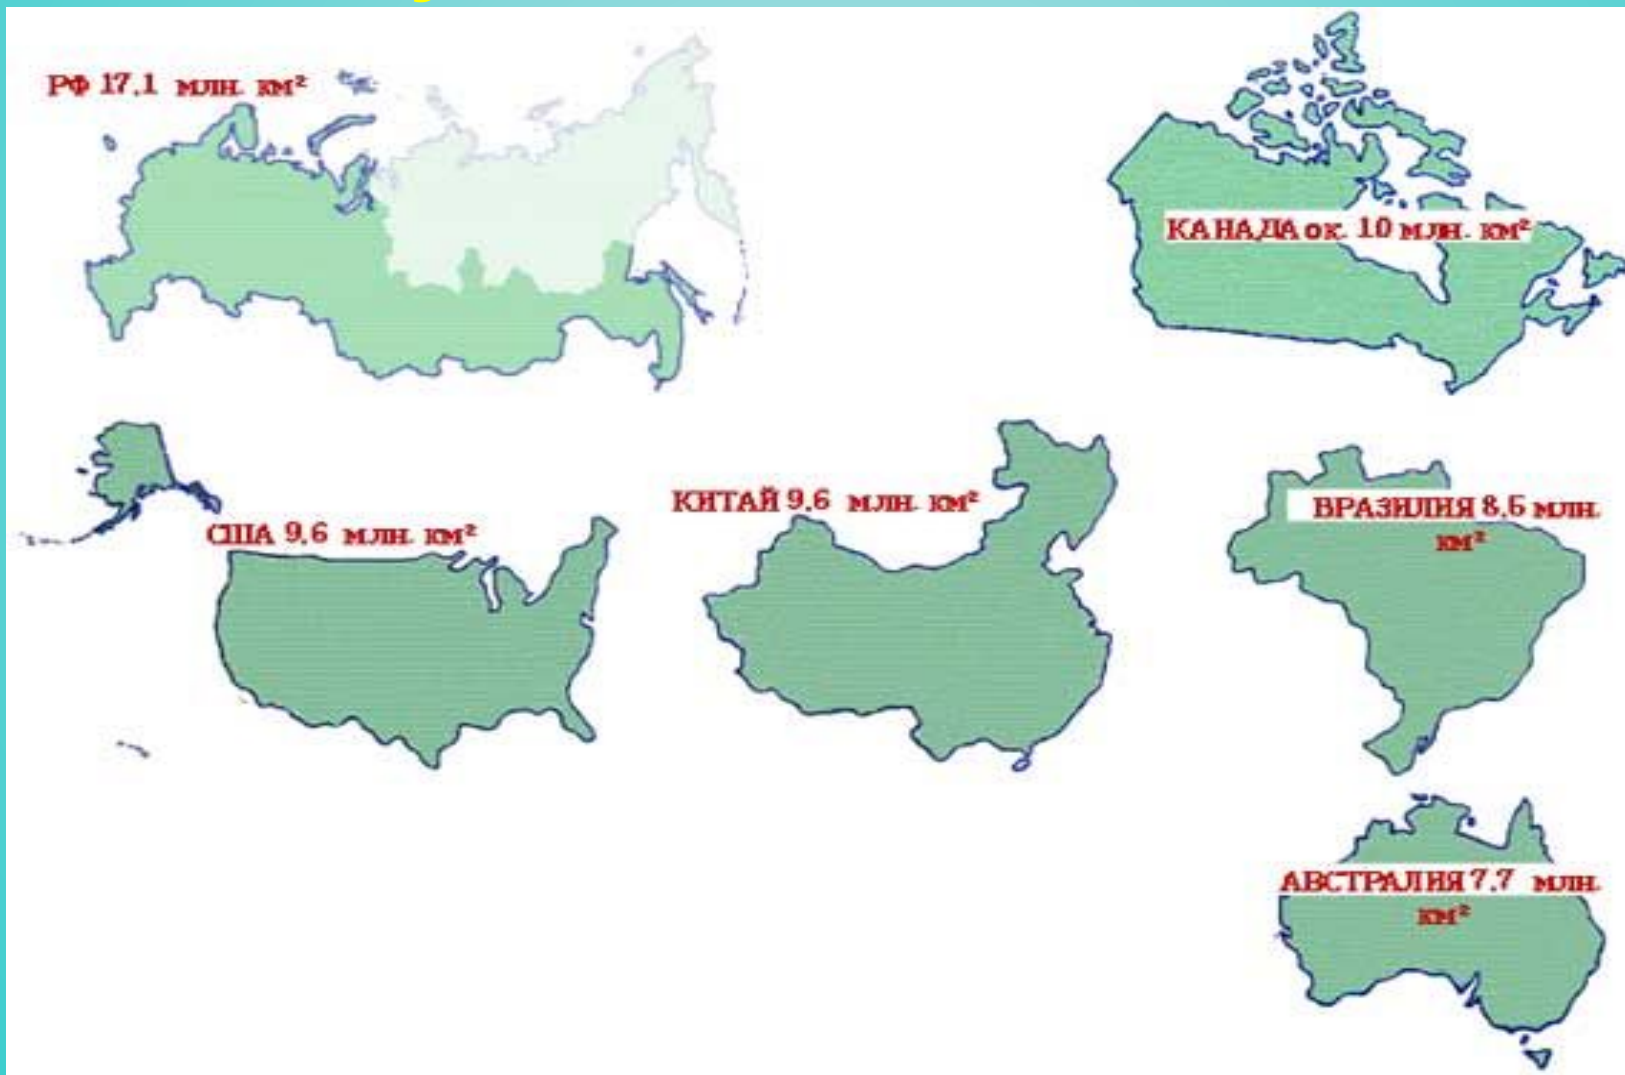 РФ 17,1 млн. км²
КАНАДА ок. 10 млн. км²
США 9,6 млн. км²
КИТАЙ 9,6 млн. км²
БРАЗИЛИЯ 8,5 млн.
км²
АВСТРАЛИЯ 7,7 млн.
км²